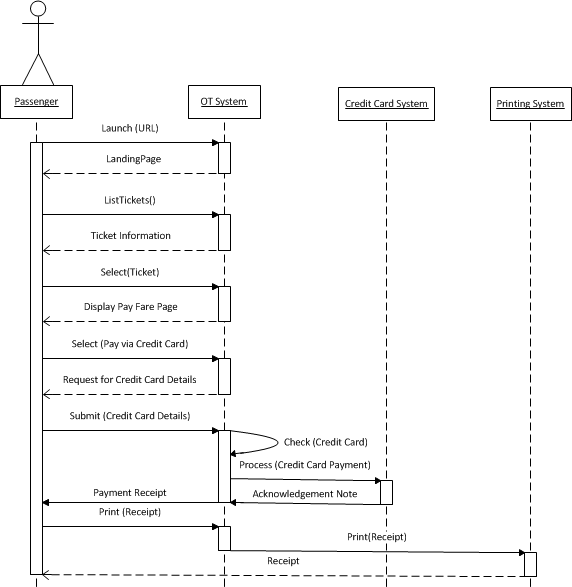 Passenger
OT System
Credit Card System
Printing System
Launch (URL)
LandingPage
ListTickets()
Ticket Information
Select(Ticket)
Display Pay Fare Page
Select (Pay via Credit Card)
Request for Credit Card Details
Submit (Credit Card Details)
Check (Credit Card)
Process (Credit Card Payment)
Payment Receipt
Acknowledgement Note
Print (Receipt)
Print(Receipt)
Receipt